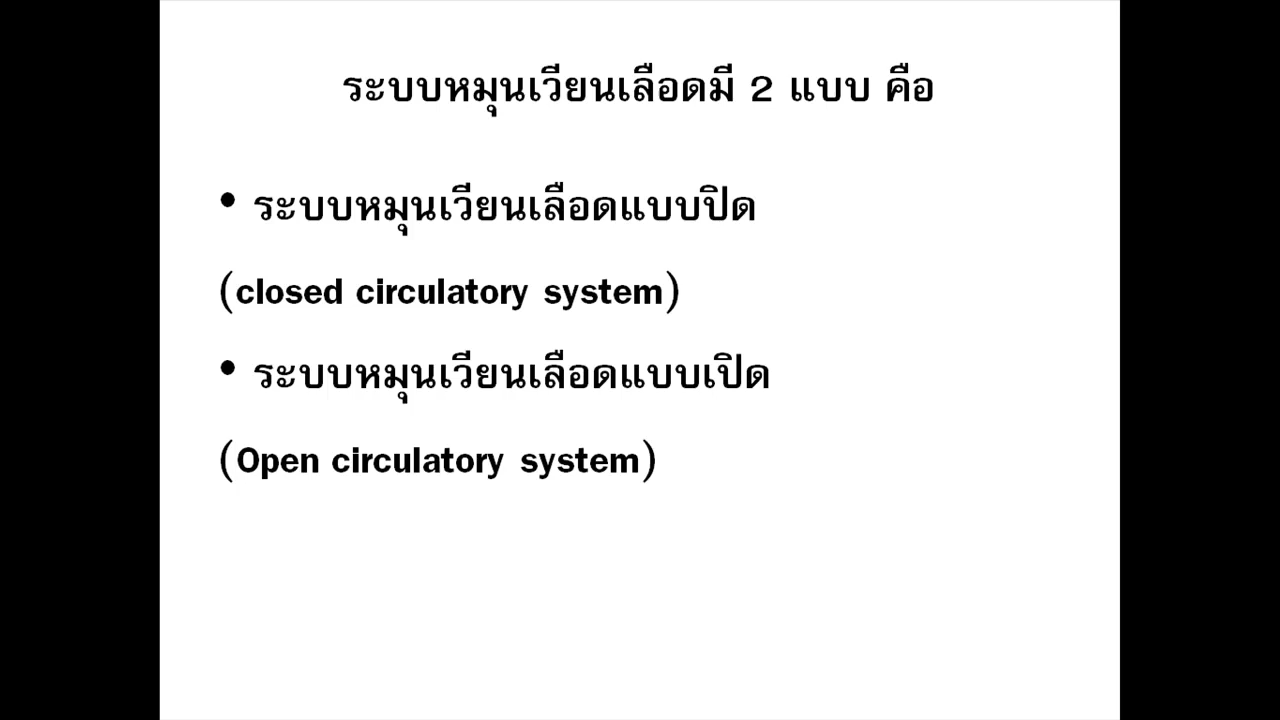 ระบบหมุนเวียนเลือดมี 2 แบบ คือ
• ระบบหมุนเวียนเลือดแบบปิด
(closed circulatory system)
• ระบบหมุนเวียนเลือดแบบเปิด
(Open circulatory system)